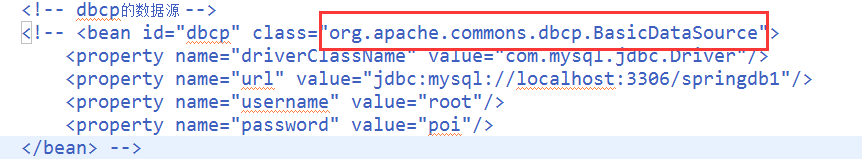 <!-- dbcp的数据源 -->
<!-- <bean id="dbcp" class="org.apache.commons.dbcp.BasicDataSource">
<property name="driverClassName" value="com.mysql.jdbc.Driver"/>
<property name="url" value="jdbc:mysql://localhost:3306/springdb1"/>
<property name="username" value="root"/>
<property name="password" value="poi"/>
</bean> -->